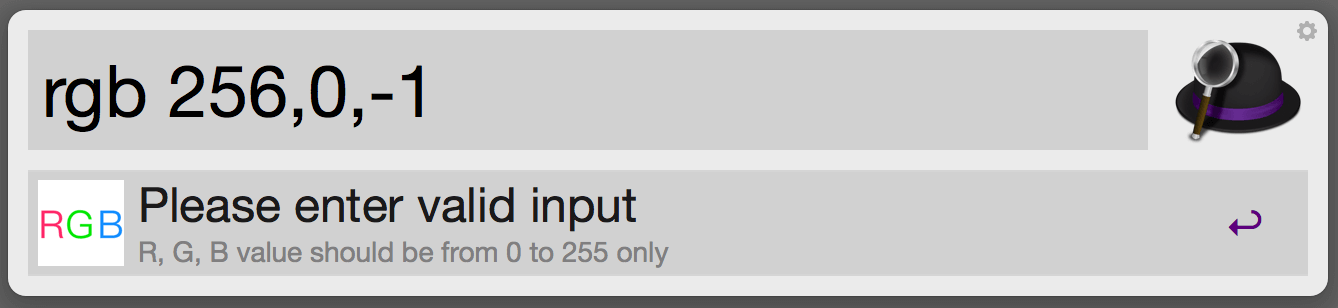 rgb 256,0,-1
RGB
Please enter valid input
R, G, B value should be from 0 to 255 only